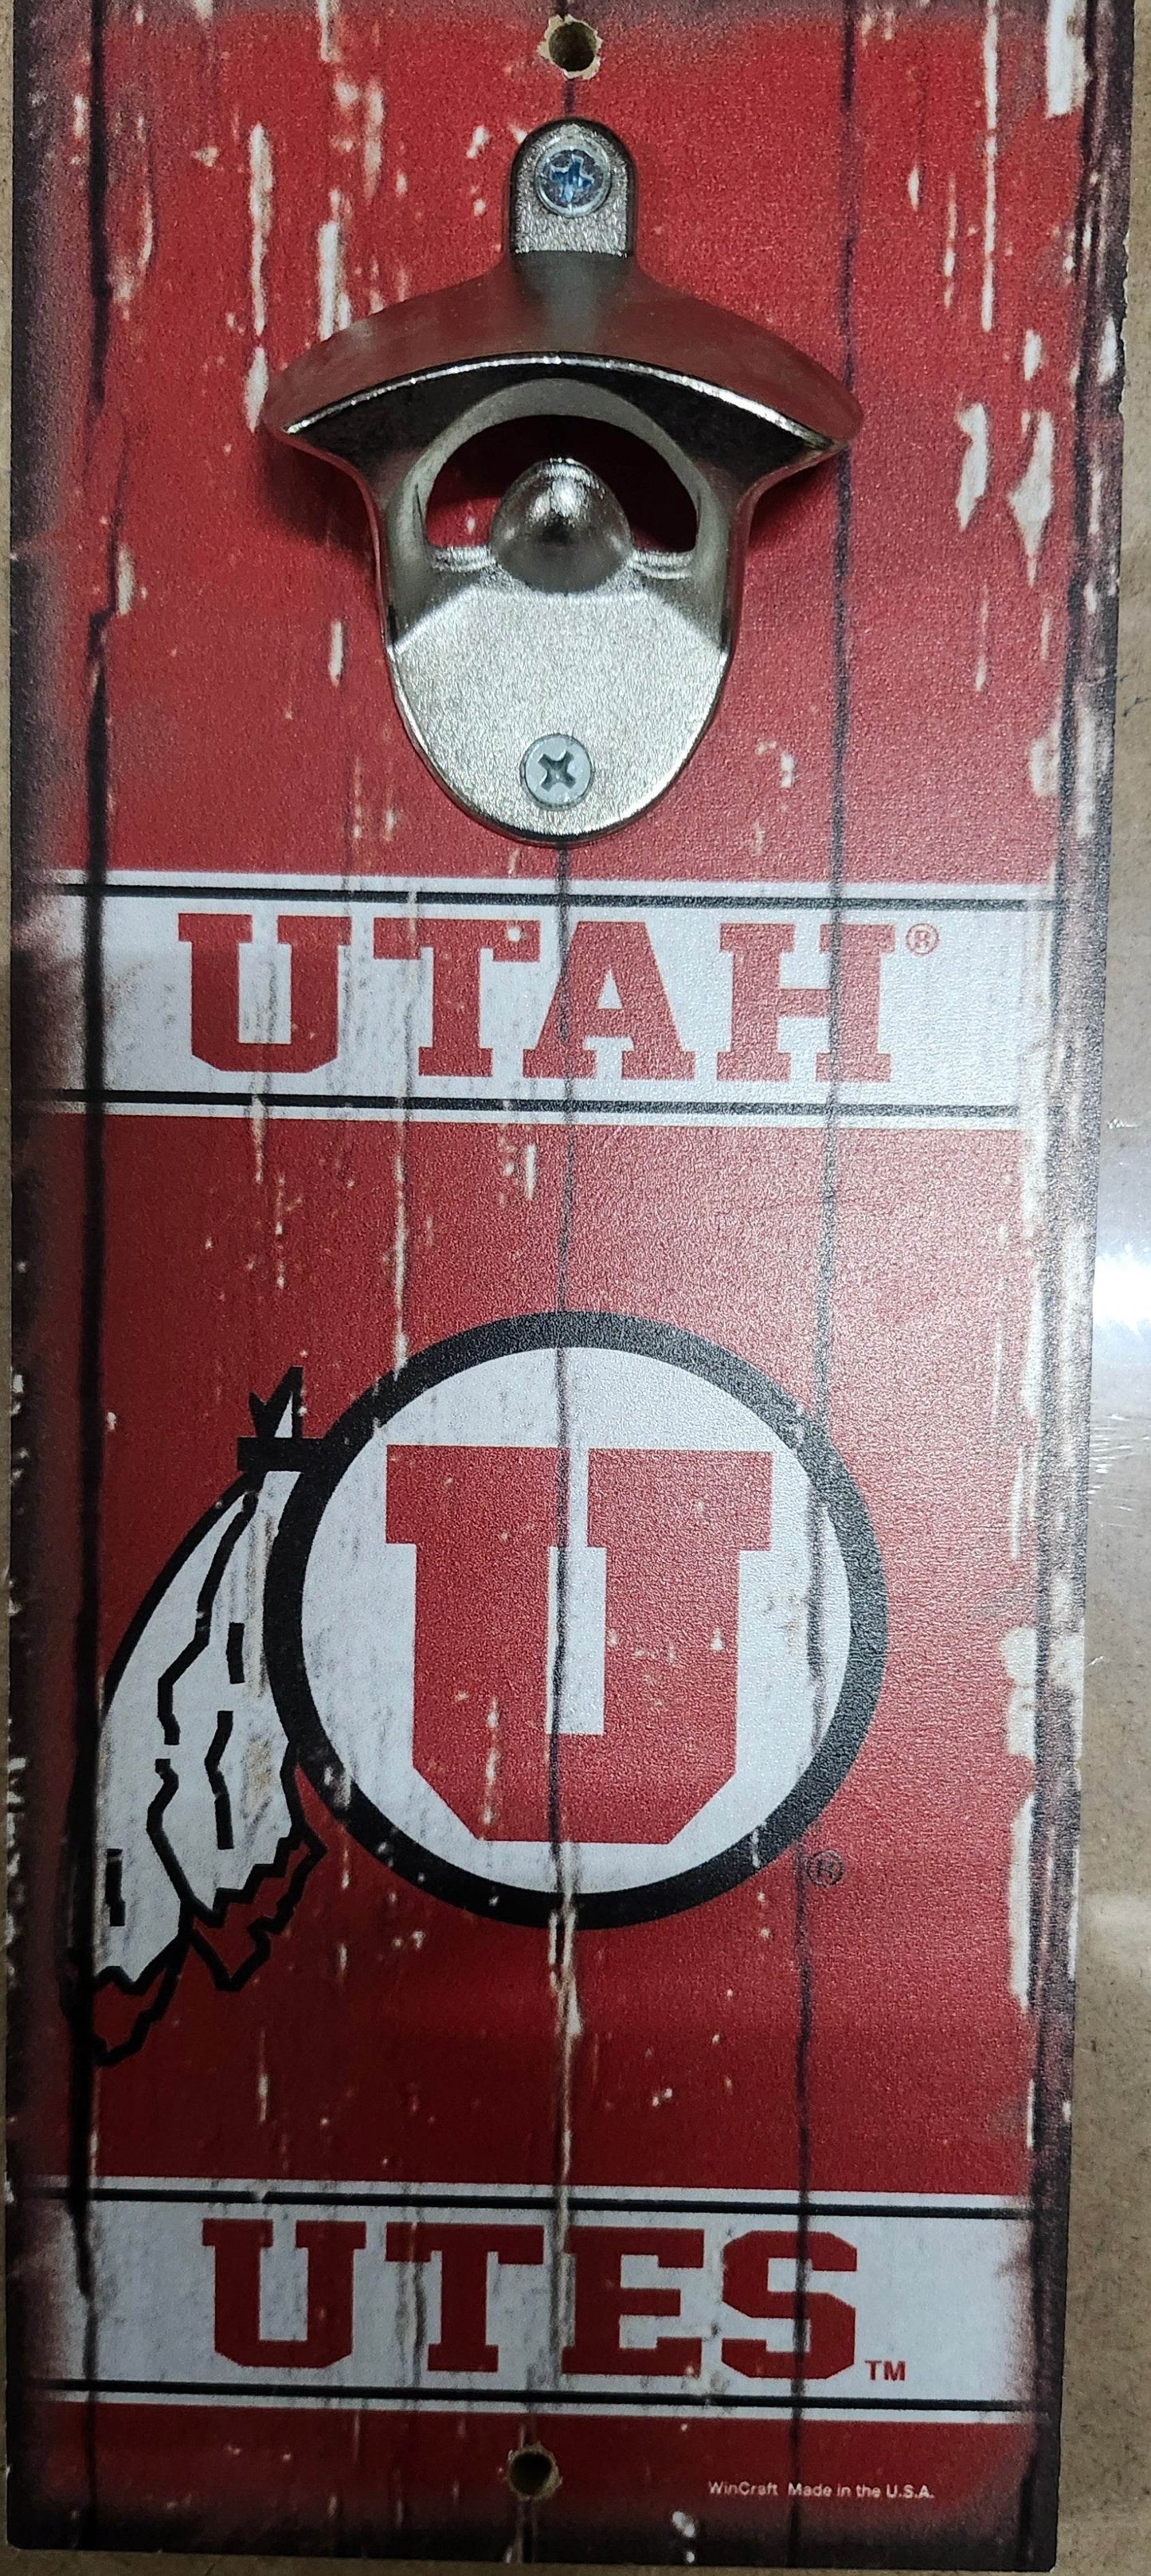 UTAH®
U
®
UTES™
WinCraft Made in the U.S.A.